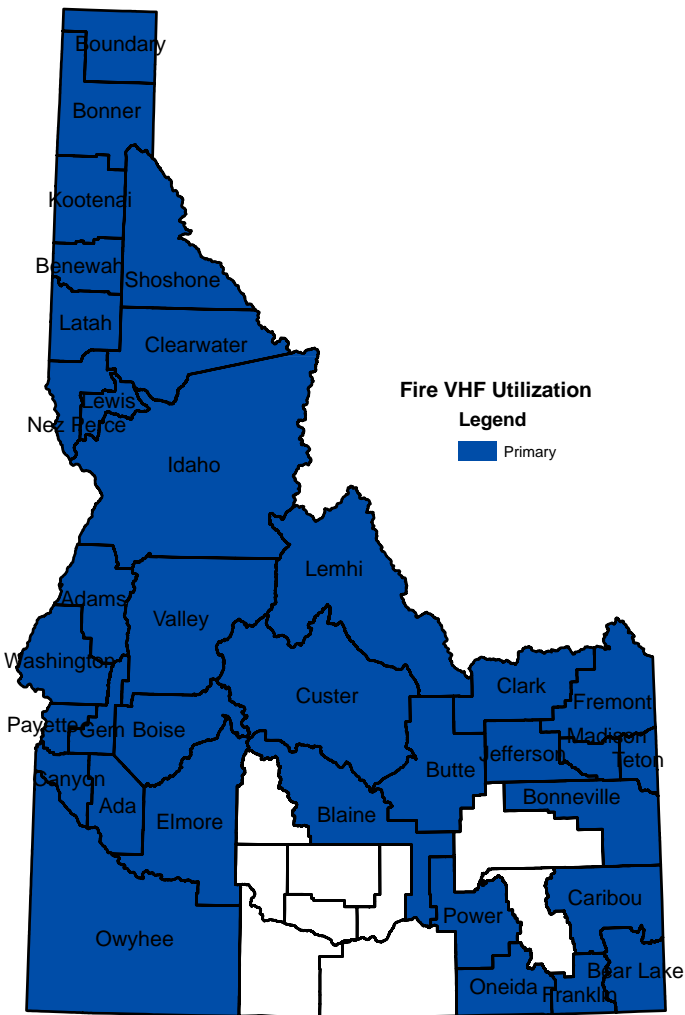 Boundary
Bonner
Kootenai
Benewah
Shoshone
Latah
Clearwater
Fire VHF Utilization
Legend
Lewis
Nez Perce
Primary
Idaho
Lemhi
Adams
Valley
Washington
Clark
Custer
Fremont
Payette
Gem
Boise
Madison
Jefferson
Teton
Butte
Canyon
Bonneville
Ada
Blaine
Elmore
Caribou
Power
Owyhee
Bear Lake
Oneida
Franklin